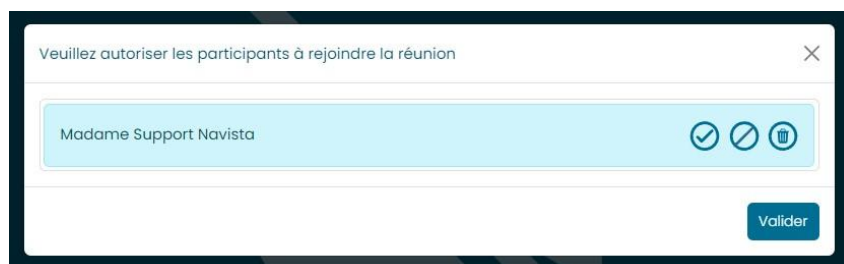 Veuillez autoriser les participants à rejoindre la réunion
Madame Support Navista
Valider